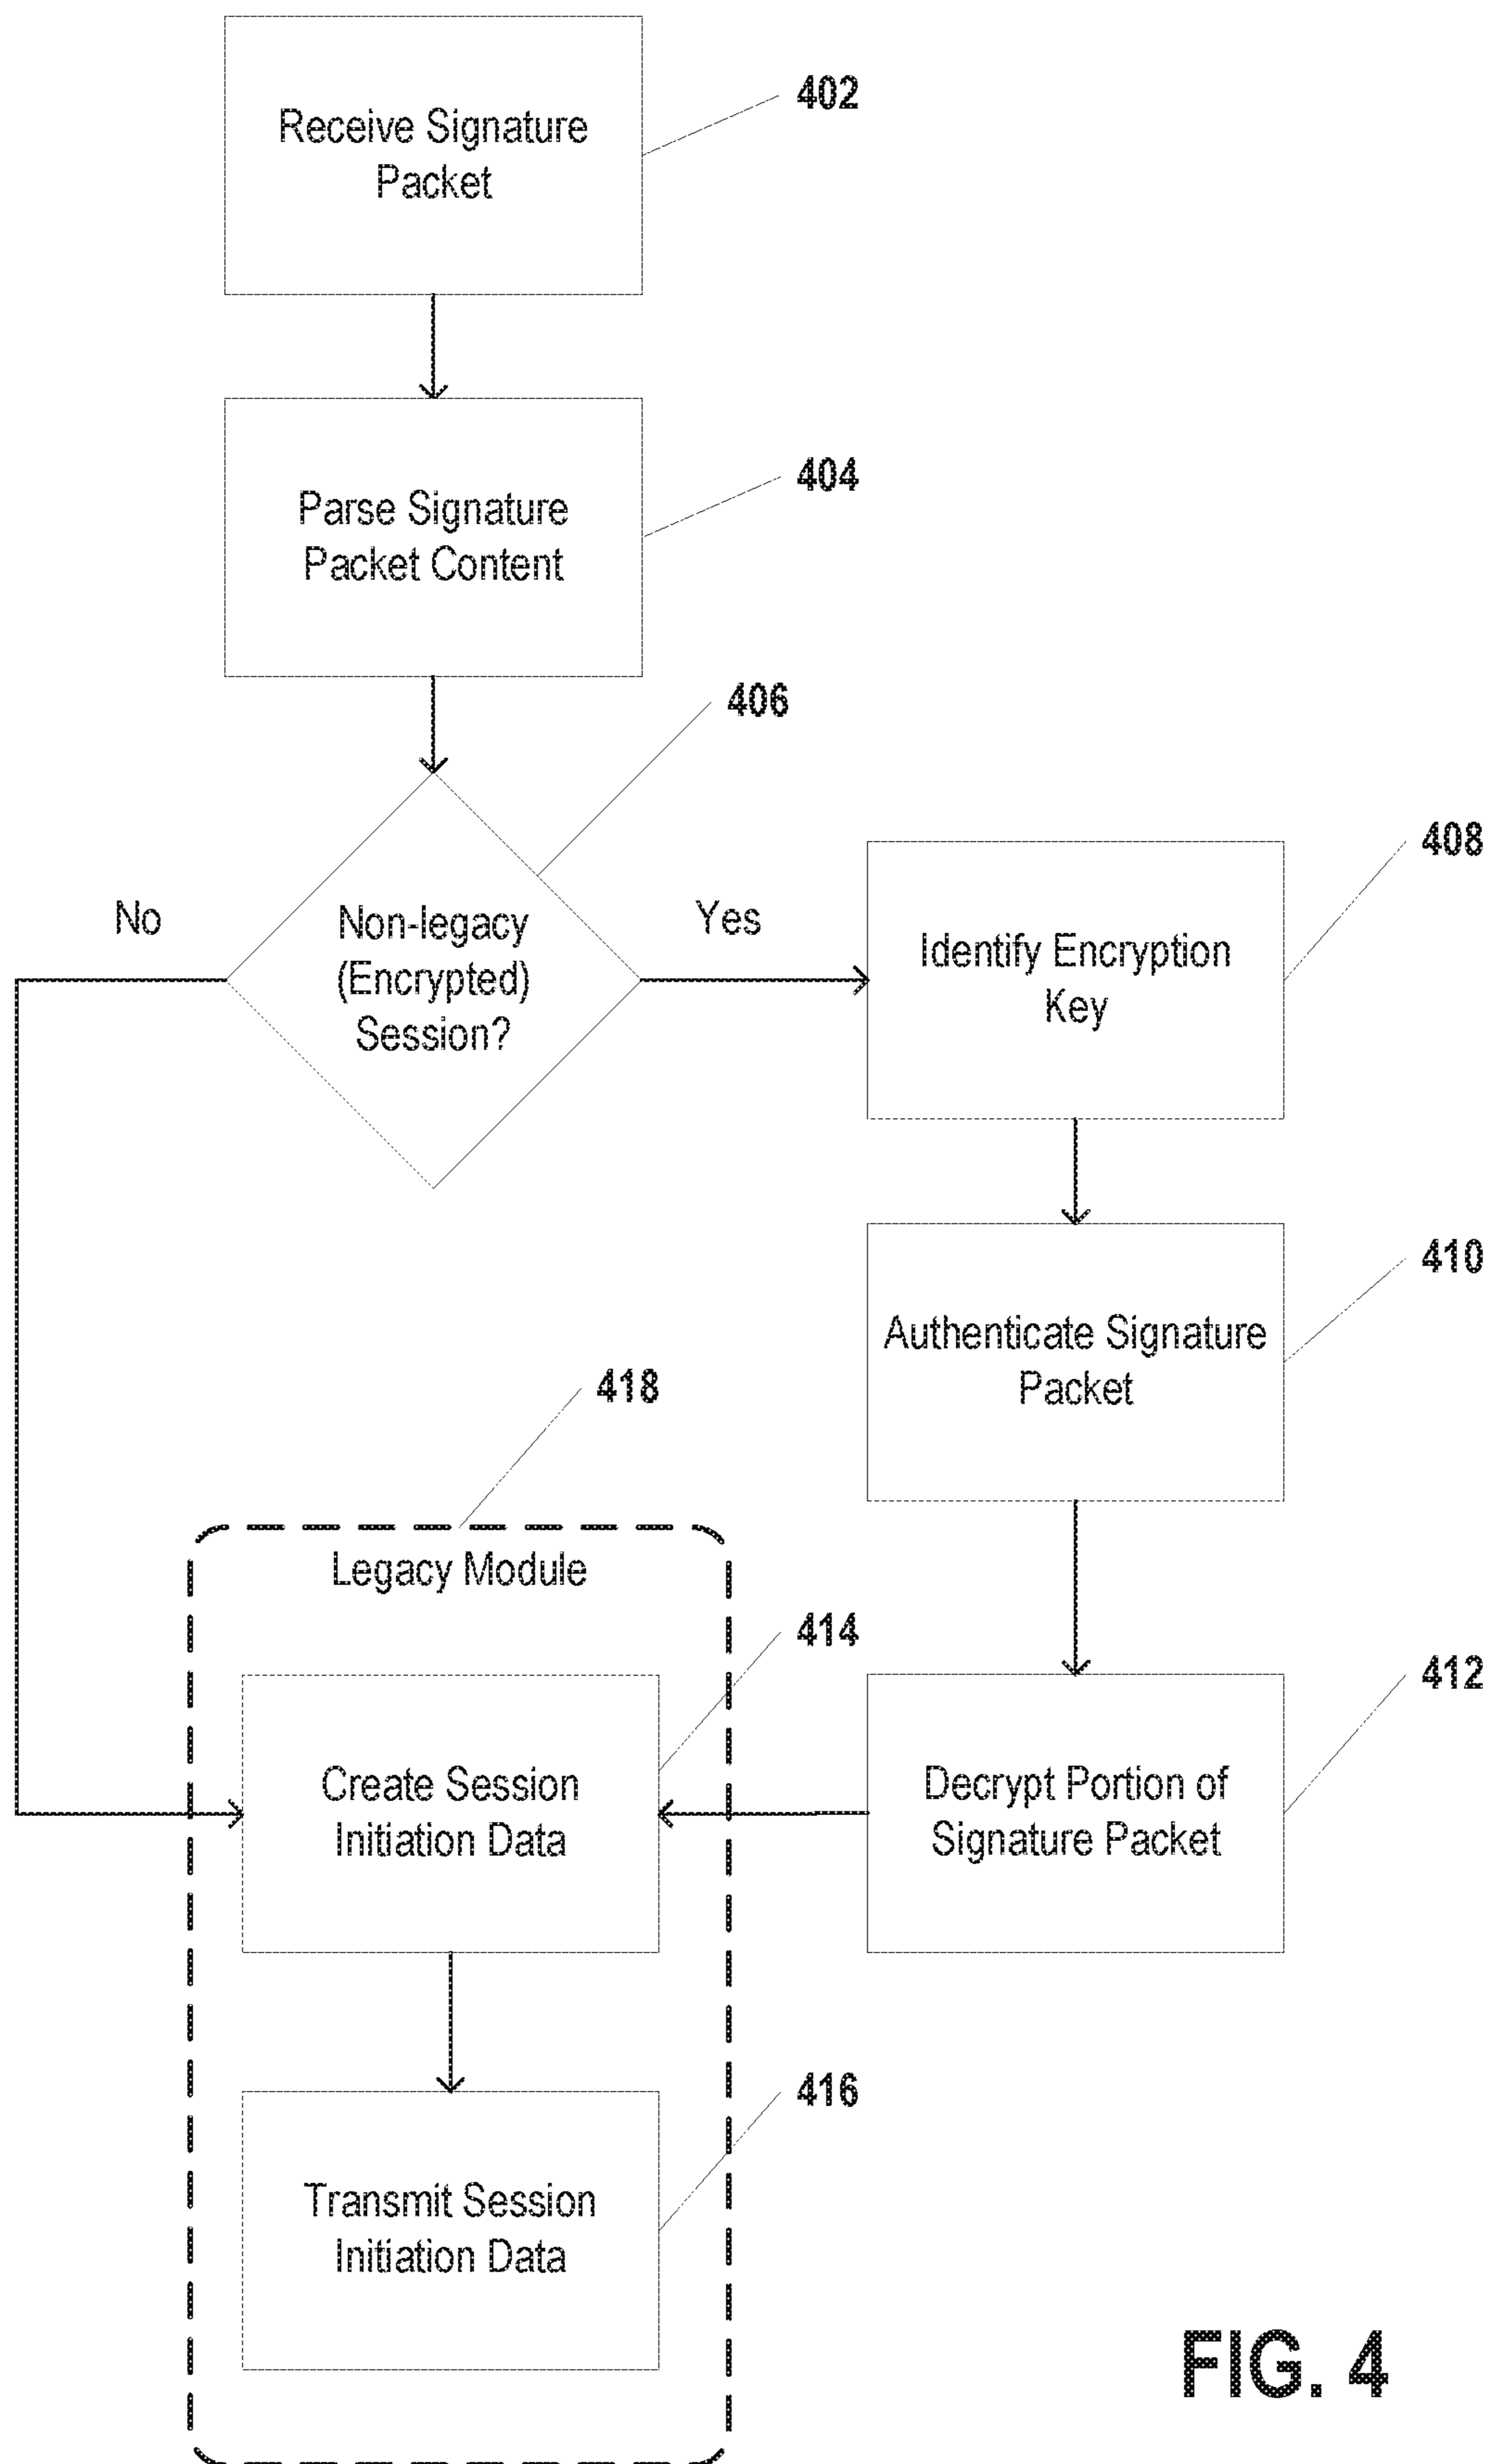 402
Receive Signature
Packet
404
Parse Signature
Packet Content
406
No
Non-legacy
(Encrypted)
Session?
Yes
408
Identify Encryption
Key
410
Authenticate Signature
Packet
418
Legacy Module
414
Create Session
Initiation Data
412
Decrypt Portion of
Signature Packet
416
Transmit Session
Initiation Data
FIG. 4